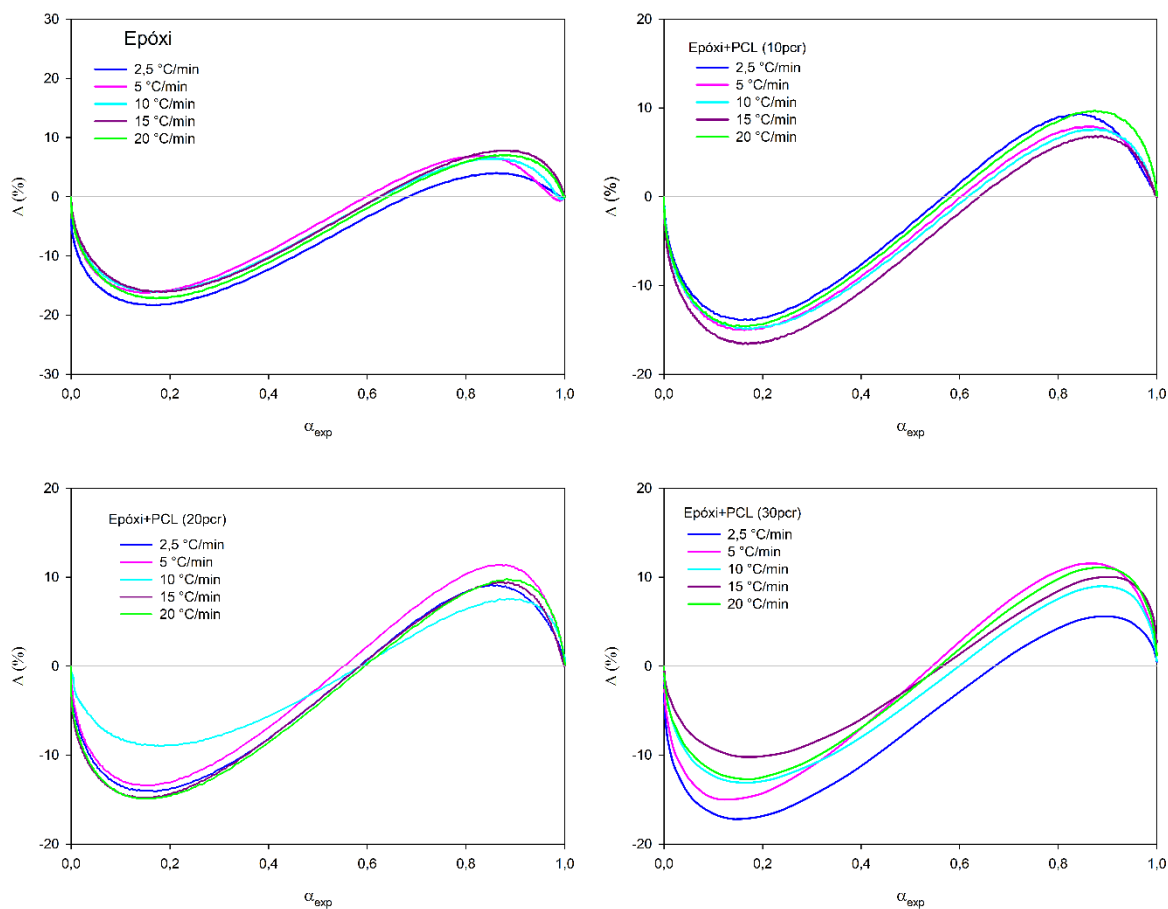 Epóxi
2,5 °C/min
5 °C/min
10 °C/min
15 °C/min
20 °C/min
30
20
10
0
-10
-20
-30
Λ (%)
0,0 0,2 0,4 0,6 0,8 1,0
αexp
Epóxi+PCL (10pcr)
2,5 °C/min
5 °C/min
10 °C/min
15 °C/min
20 °C/min
20
10
0
-10
-20
Λ (%)
0,0 0,2 0,4 0,6 0,8 1,0
αexp
Epóxi+PCL (20pcr)
2,5 °C/min
5 °C/min
10 °C/min
15 °C/min
20 °C/min
20
10
0
-10
-20
Λ (%)
0,0 0,2 0,4 0,6 0,8 1,0
αexp
Epóxi+PCL (30pcr)
2,5 °C/min
5 °C/min
10 °C/min
15 °C/min
20 °C/min
20
10
0
-10
-20
Λ (%)
0,0 0,2 0,4 0,6 0,8 1,0
αexp